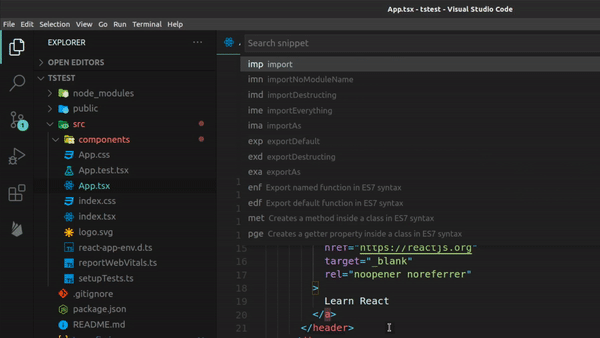 App.tsx - tstest - Visual Studio Code
File Edit Selection View Go Run Terminal Help
EXPLORER
Search snippet
OPEN EDITORS
imp import
TSTEST
imn importNoModuleName
node_modules
imd importDestructing
public
ime importEverything
src
ima importAs
components
exp exportDefault
App.css
exd exportDestructing
App.test.tsx
exa exportAs
App.tsx
enf Export named function in ES7 syntax
index.css
edf Export default function in ES7 syntax
index.tsx
met Creates a method inside a class in ES7 syntax
logo.svg
pge Creates a getter property inside a class in ES7 syntax
react-app-env.d.ts
15 href="https://reactjs.org"
reportWebVitals.ts
16 target="_blank"
setupTests.ts
17 rel="noopener noreferrer"
.gitignore
18 >
package.json
19 Learn React
README.md
20 </a>
21 </header>
1